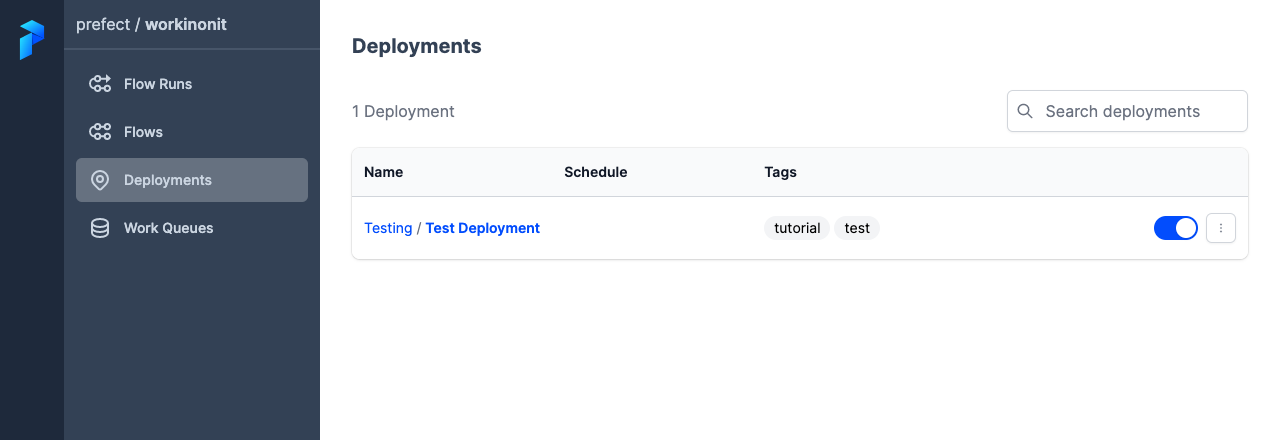 prefect / workinonit
Flow Runs
Flows
Deployments
Work Queues
Deployments
1 Deployment
Search deployments
Name Schedule Tags
Testing / Test Deployment tutorial test